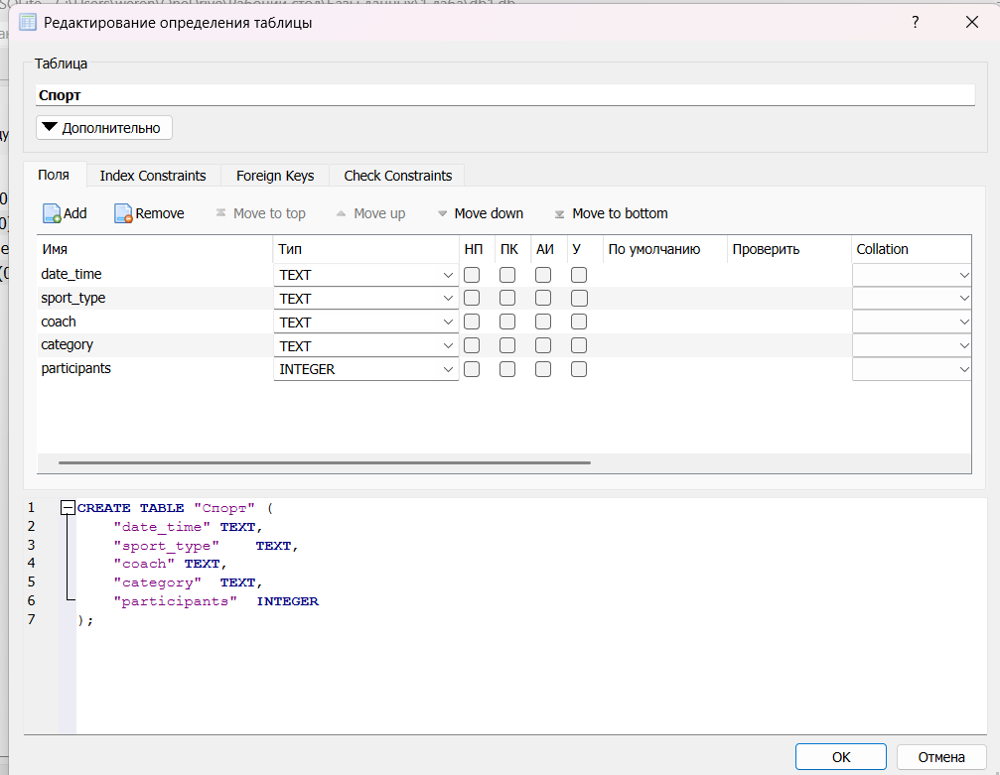 Редактирование определения таблицы ?
Таблица
Спорт
Дополнительно
Поля Index Constraints Foreign Keys Check Constraints
Add Remove Move to top Move up Move down Move to bottom
Имя Тип НП ПК АИ У По умолчанию Проверить Collation
date_time TEXT
sport_type TEXT
coach TEXT
category TEXT
participants INTEGER
1 CREATE TABLE "Спорт" (
2 "date_time" TEXT,
3 "sport_type" TEXT,
4 "coach" TEXT,
5 "category" TEXT,
6 "participants" INTEGER
7 );
OK Отмена